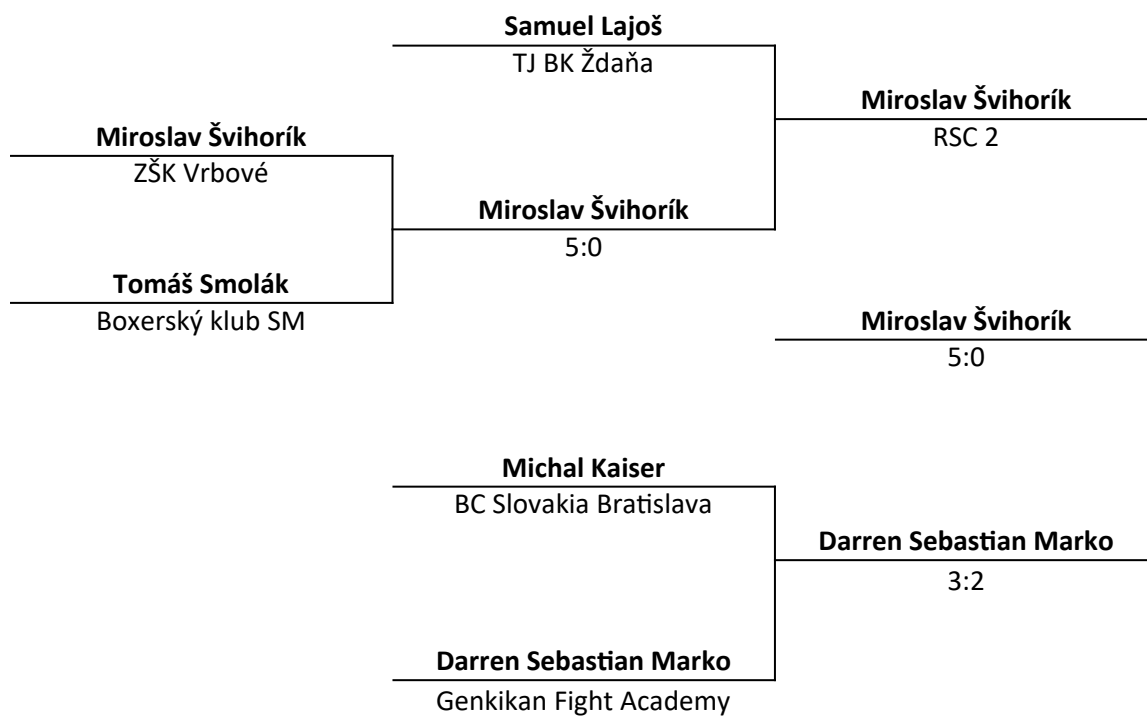 Samuel Lajoš
TJ BK Ždaňa
Miroslav Švihorík
RSC 2
Miroslav Švihorík
ZŠK Vrbové
Miroslav Švihorík
5:0
Tomáš Smolák
Boxerský klub SM
Miroslav Švihorík
5:0
Michal Kaiser
BC Slovakia Bratislava
Darren Sebastian Marko
3:2
Darren Sebastian Marko
Genkikan Fight Academy